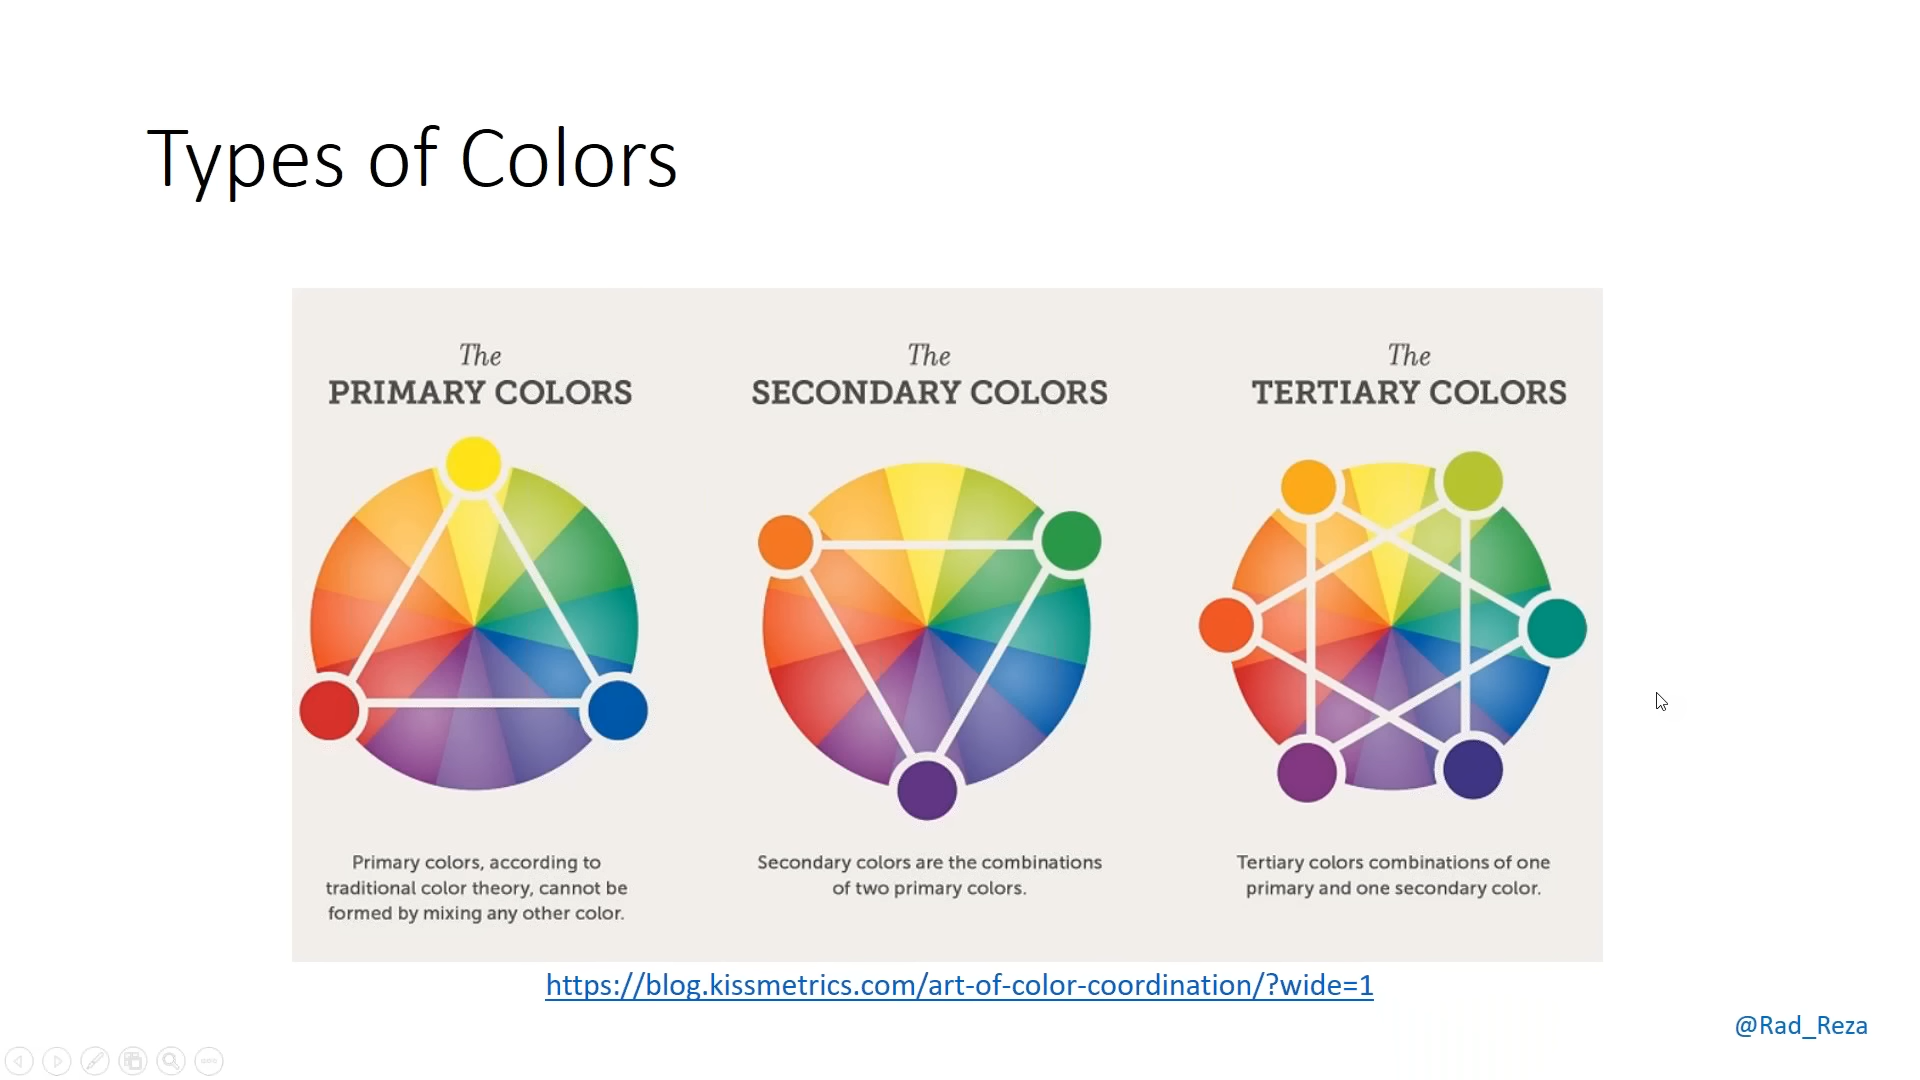 Types of Colors
The
PRIMARY COLORS
Primary colors, according to
traditional color theory, cannot be
formed by mixing any other color.
The
SECONDARY COLORS
Secondary colors are the combinations
of two primary colors.
The
TERTIARY COLORS
Tertiary colors combinations of one
primary and one secondary color.
https://blog.kissmetrics.com/art-of-color-coordination/?wide=1
@Rad_Reza